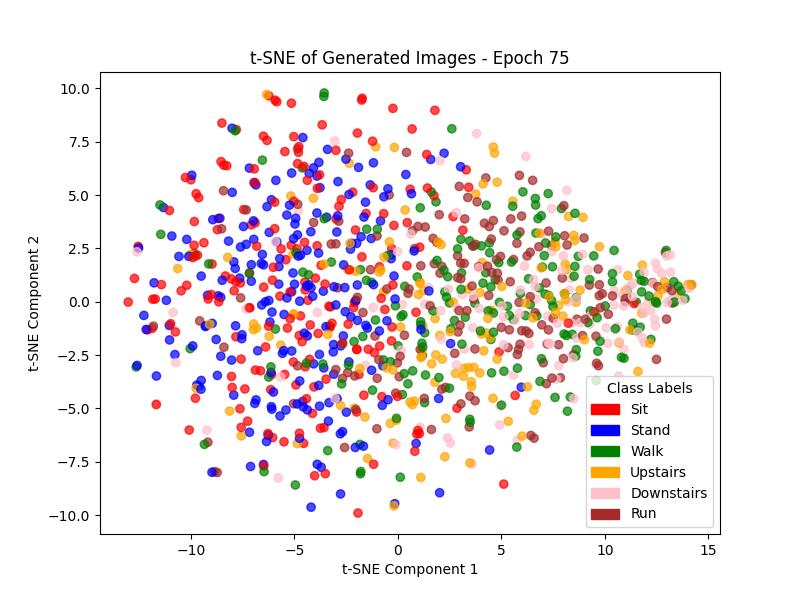 t-SNE of Generated Images - Epoch 75
t-SNE Component 2
10.0
7.5
5.0
2.5
0.0
−2.5
−5.0
−7.5
−10.0
Class Labels
Sit
Stand
Walk
Upstairs
Downstairs
Run
−10
−5
0
5
10
15
t-SNE Component 1